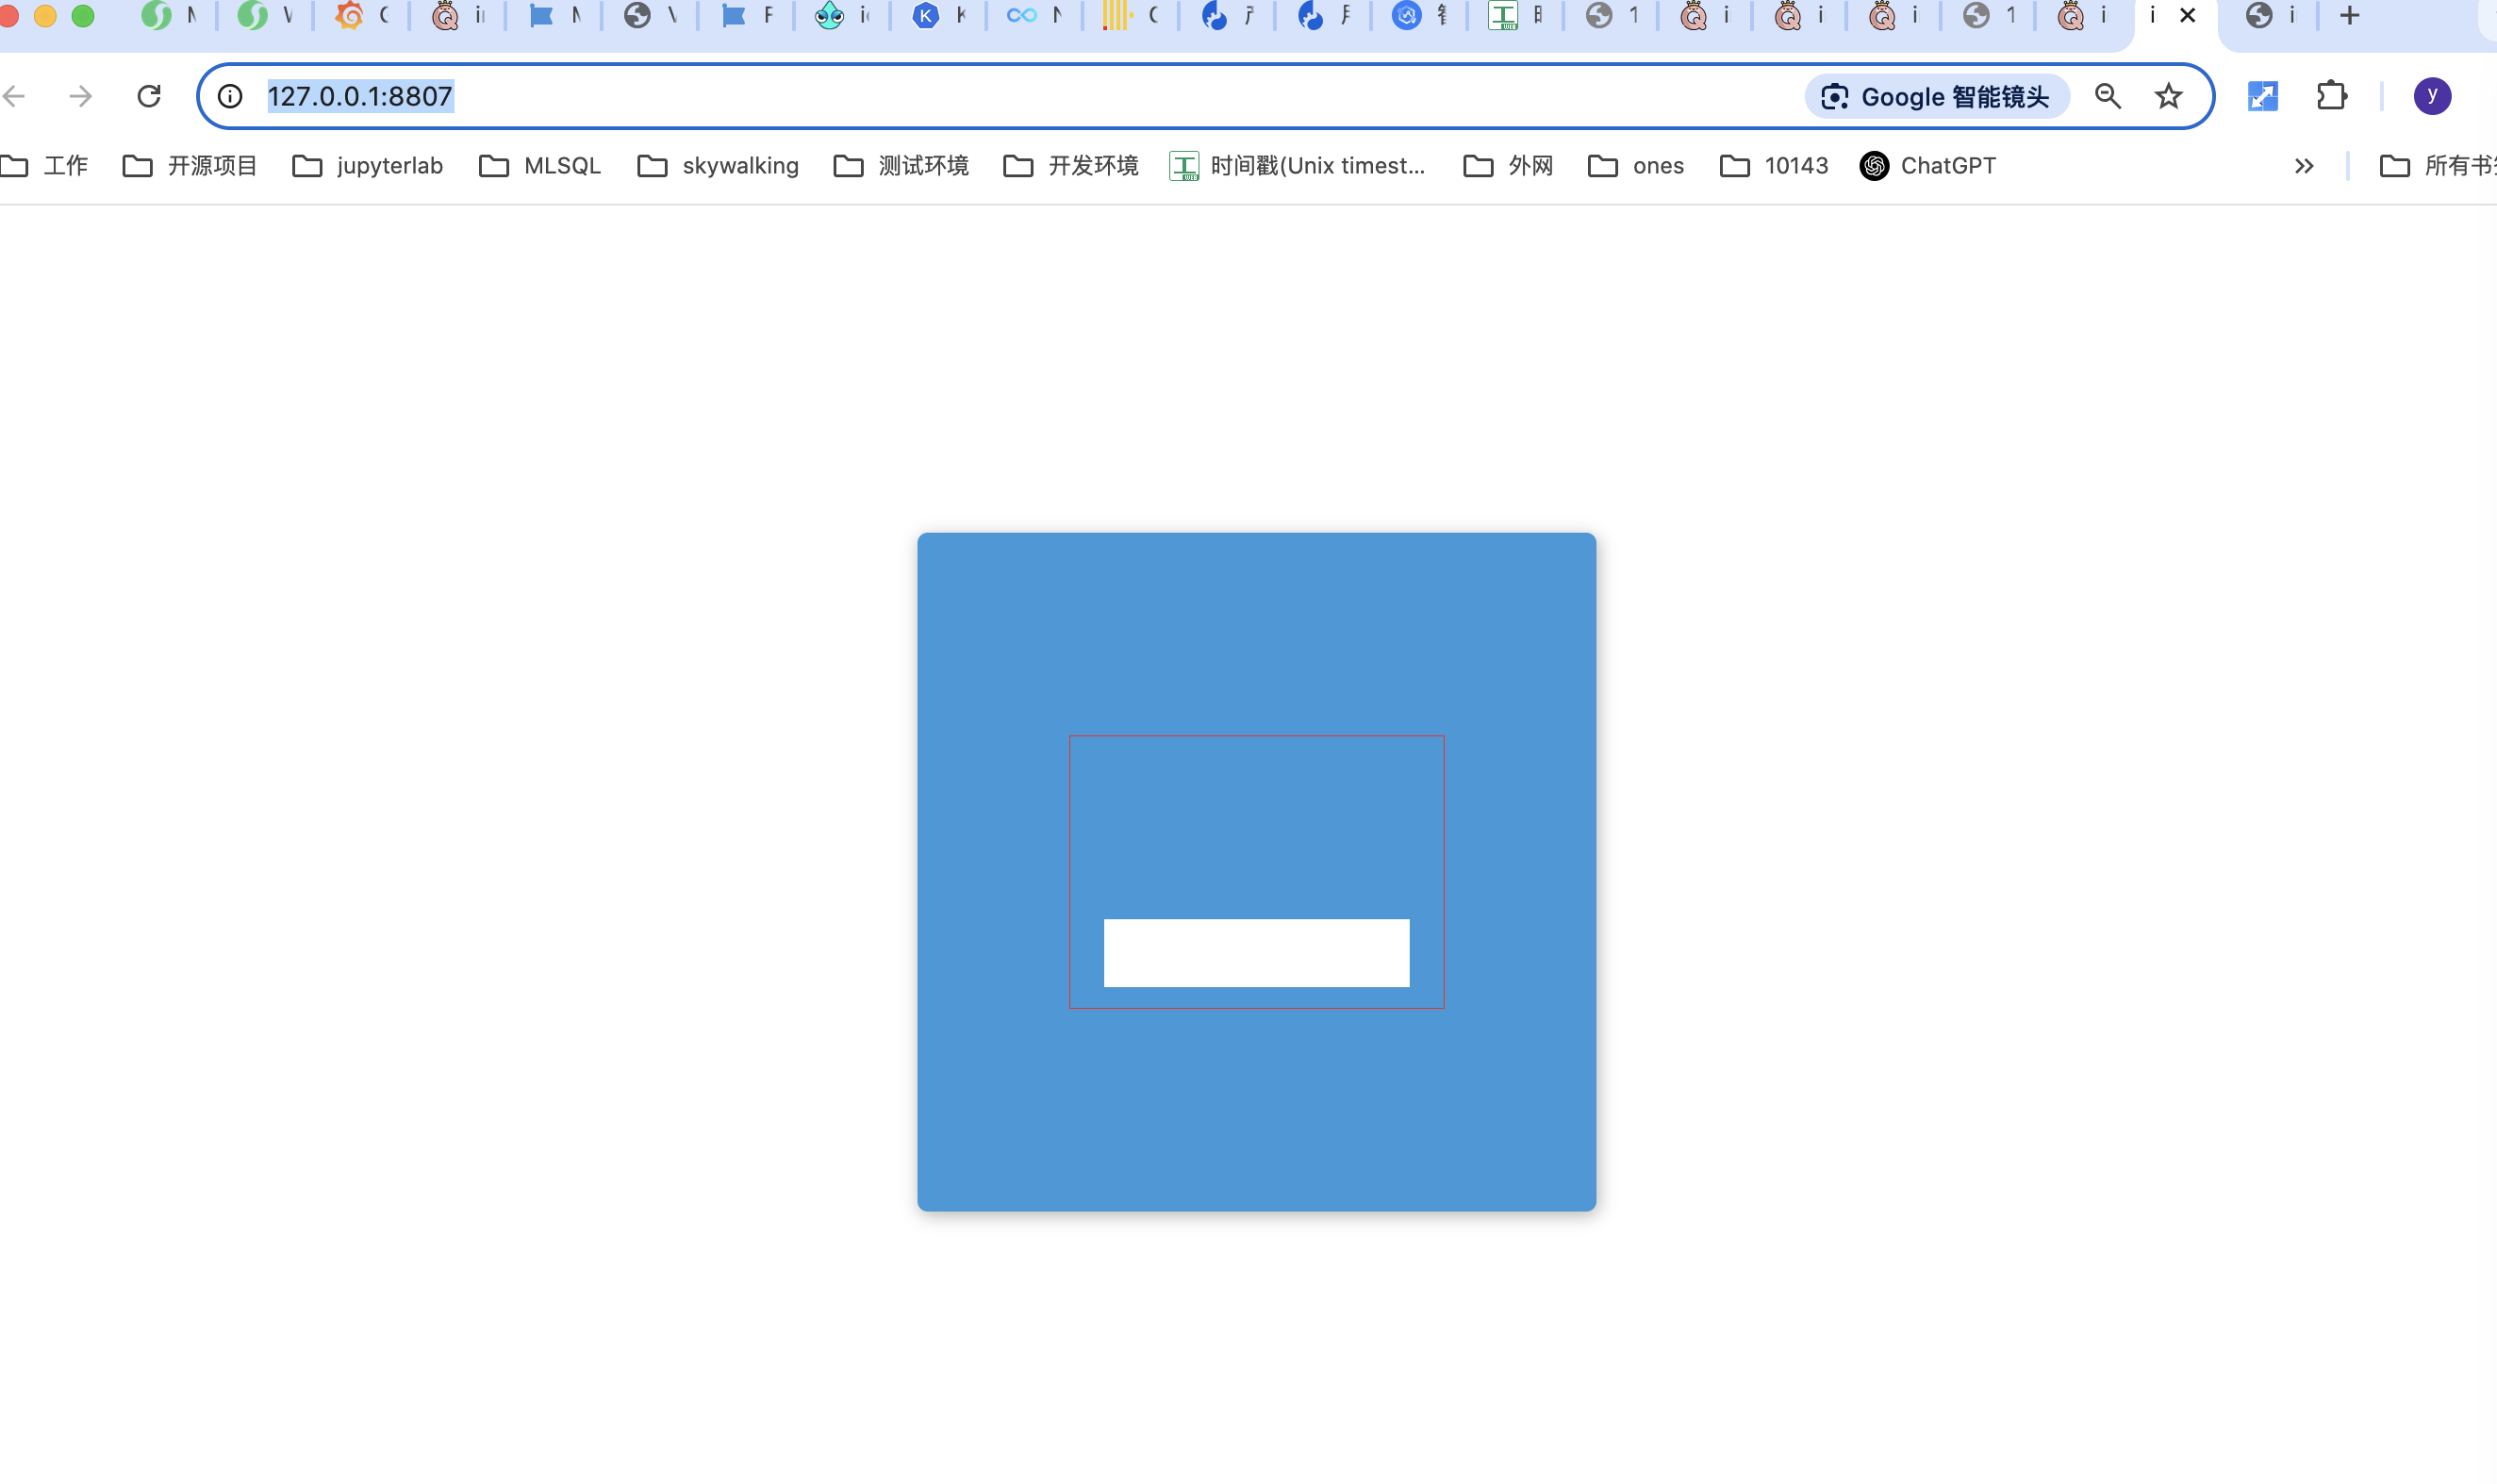 127.0.0.1:8807
Google 智能镜头
y
工作
开源项目
jupyterlab
MLSQL
skywalking
测试环境
开发环境
时间戳(Unix timest...
外网
ones
10143
ChatGPT
所有书